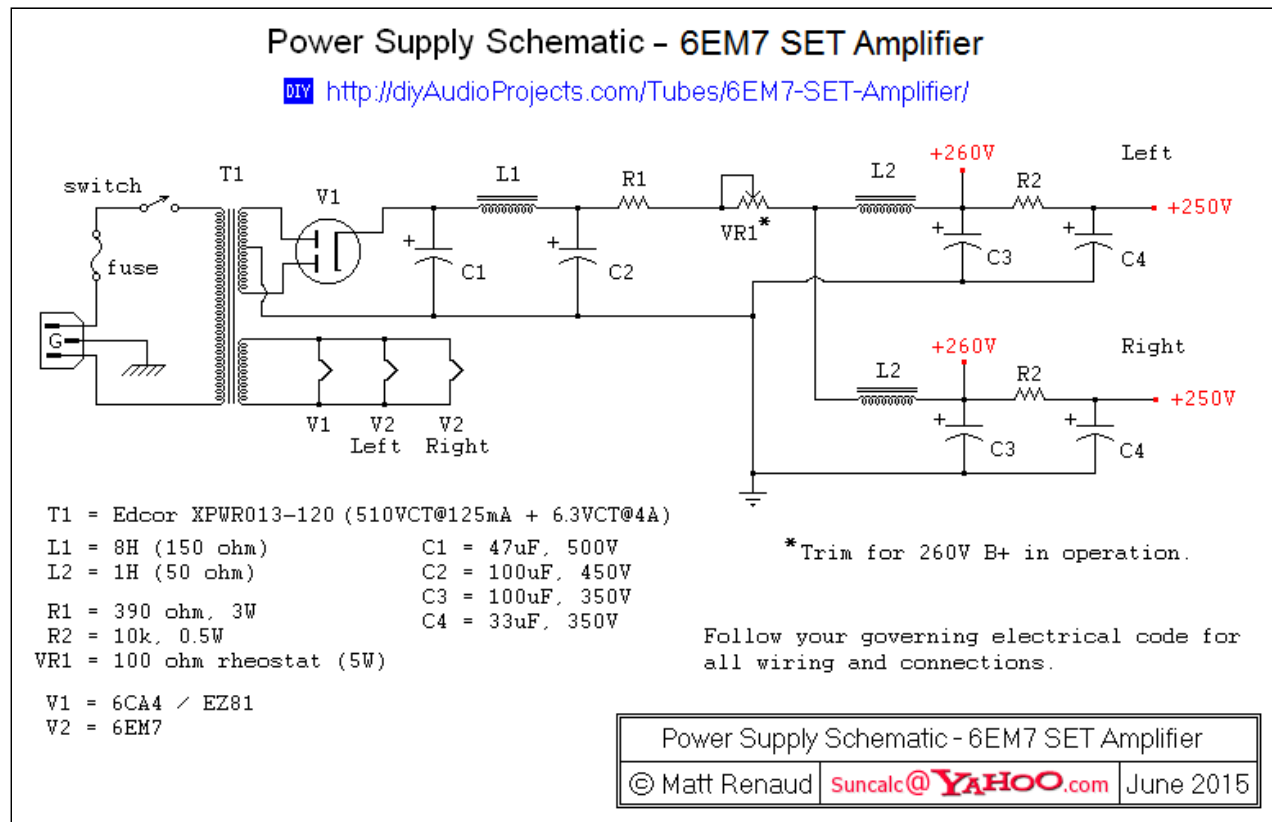 Power Supply Schematic - 6EM7 SET Amplifier
DIY http://diyAudioProjects.com/Tubes/6EM7-SET-Amplifier/
switch
T1
V1
L1
R1
VR1*
L2
+260V
R2
Left
+250V
fuse
+
C1
+
C2
+
C3
+
C4
G
V1
V2
Left
V2
Right
L2
+260V
R2
Right
+250V
+
C3
+
C4
T1 = Edcor XPWR013-120 (510VCT@125mA + 6.3VCT@4A)
L1 = 8H (150 ohm)
L2 = 1H (50 ohm)
R1 = 390 ohm, 3W
R2 = 10k, 0.5W
VR1 = 100 ohm rheostat (5W)
V1 = 6CA4 / EZ81
V2 = 6EM7
C1 = 47uF, 500V
C2 = 100uF, 450V
C3 = 100uF, 350V
C4 = 33uF, 350V
*Trim for 260V B+ in operation.
Follow your governing electrical code for
all wiring and connections.
Power Supply Schematic - 6EM7 SET Amplifier
© Matt Renaud Suncalc@YAHOO.com June 2015